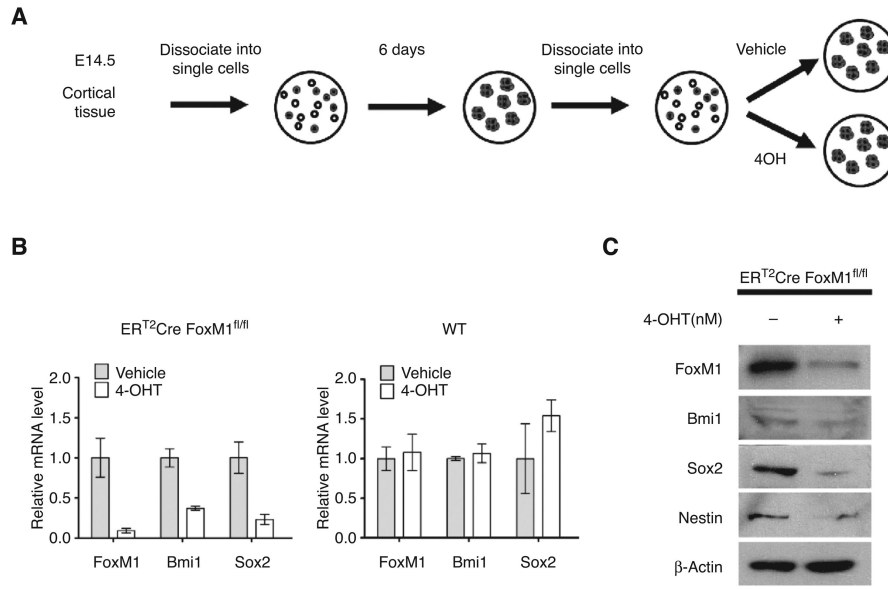 A
E14.5
Cortical
tissue
Dissociate into
single cells
6 days
Dissociate into
single cells
Vehicle
4OH
B
ER^T2Cre FoxM1^fl/fl
Vehicle
4-OHT
Relative mRNA level
2.0
1.5
1.0
0.5
0.0
FoxM1 Bmi1 Sox2
WT
Vehicle
4-OHT
Relative mRNA level
2.0
1.5
1.0
0.5
0.0
FoxM1 Bmi1 Sox2
C
ER^T2Cre FoxM1^fl/fl
4-OHT(nM) – +
FoxM1
Bmi1
Sox2
Nestin
β-Actin